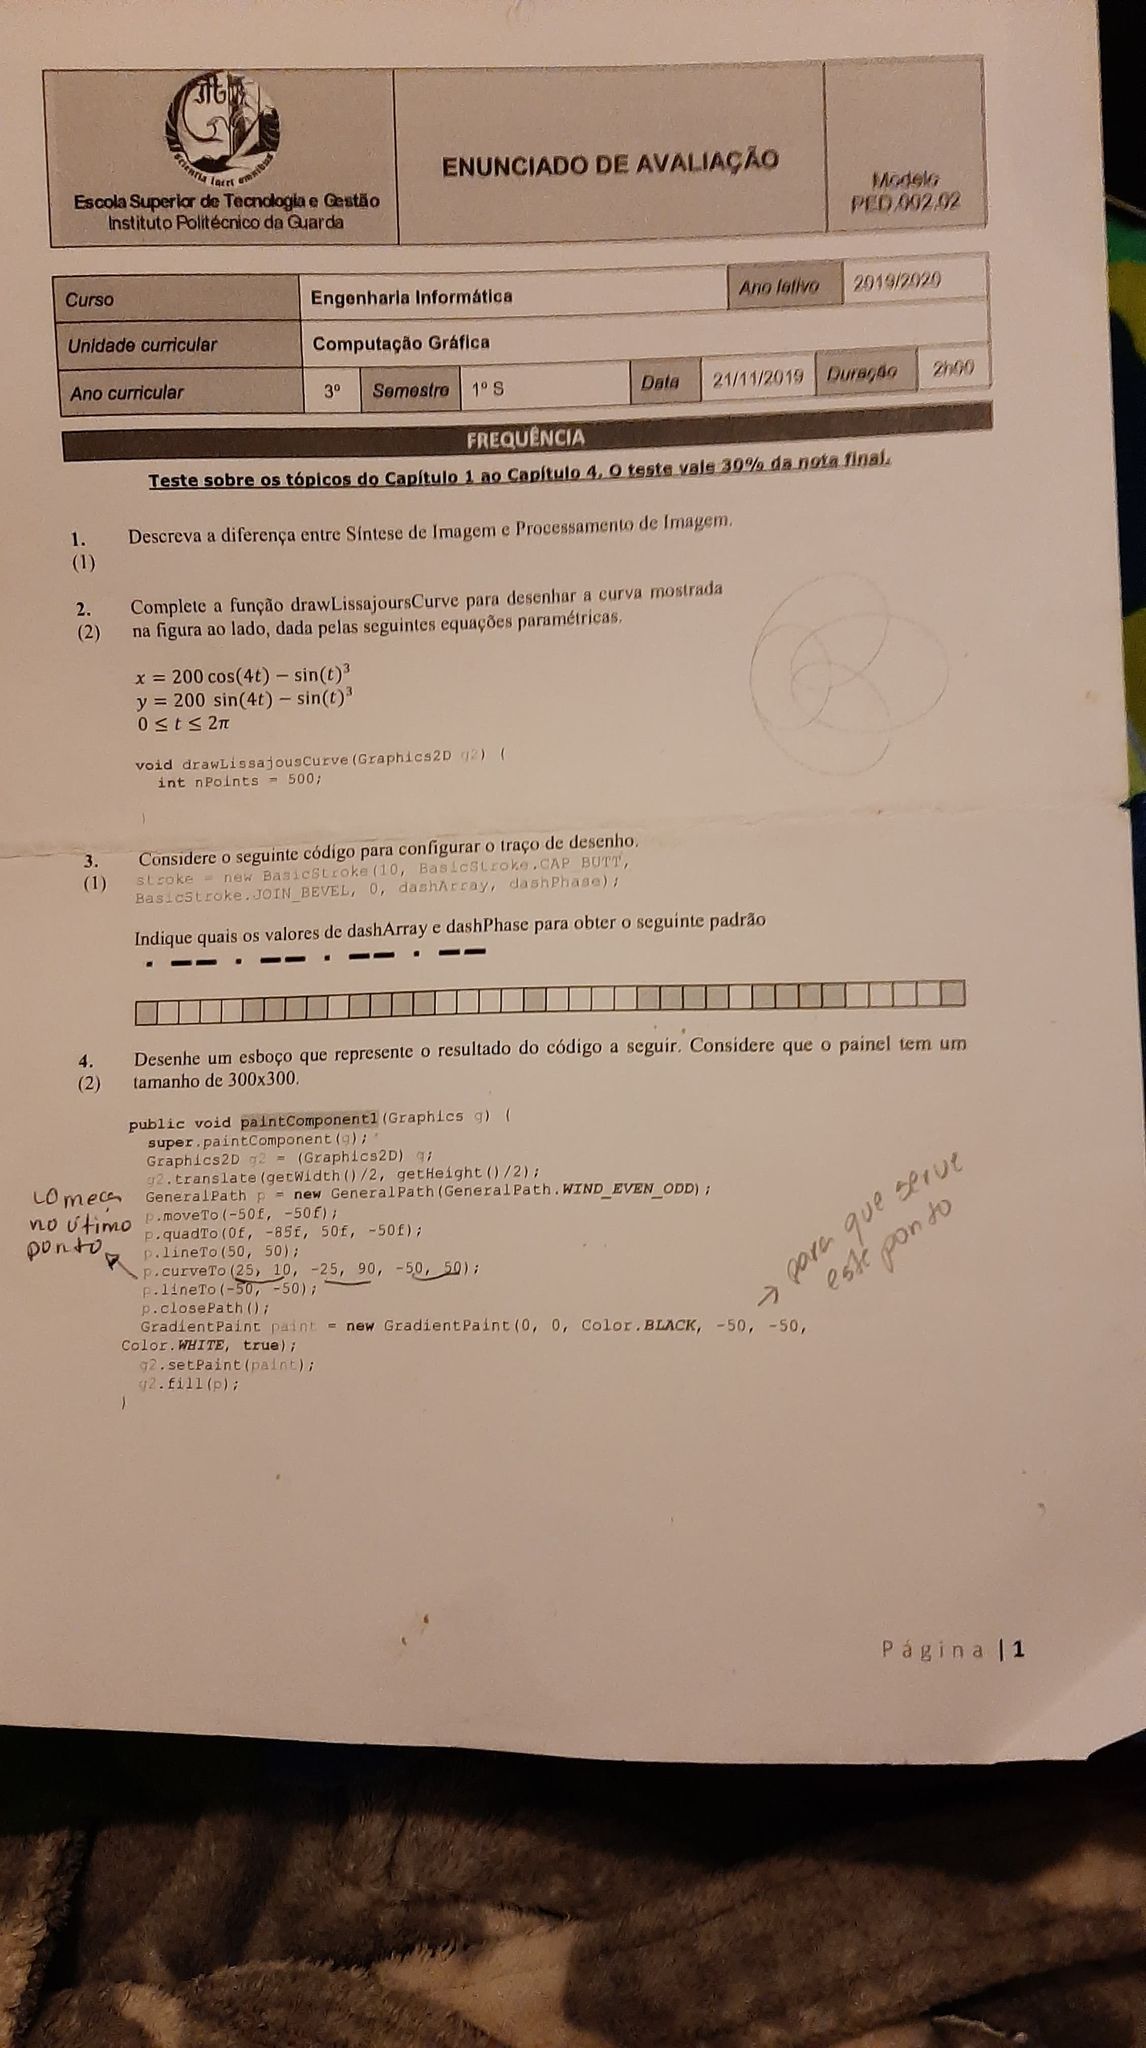 Scientia lucet omnibus
Escola Superior de Tecnologia e Gestão
Instituto Politécnico da Guarda
ENUNCIADO DE AVALIAÇÃO
Modelo
PED.002.02
Curso
Engenharia Informática
Ano letivo
2019/2020
Unidade curricular
Computação Gráfica
Ano curricular
3º
Semestre
1º S
Data
21/11/2019
Duração
2h00
FREQUÊNCIA
Teste sobre os tópicos do Capítulo 1 ao Capítulo 4. O teste vale 30% da nota final.
1. Descreva a diferença entre Síntese de Imagem e Processamento de Imagem.
(1)
2. Complete a função drawLissajoursCurve para desenhar a curva mostrada
(2) na figura ao lado, dada pelas seguintes equações paramétricas.
x = 200 cos(4t) − sin(t)³
y = 200 sin(4t) − sin(t)³
0 ≤ t ≤ 2π
void drawLissajousCurve(Graphics2D g2) {
int nPoints = 500;
}
3. Considere o seguinte código para configurar o traço de desenho.
(1) stroke = new BasicStroke(10, BasicStroke.CAP_BUTT,
BasicStroke.JOIN_BEVEL, 0, dashArray, dashPhase);
Indique quais os valores de dashArray e dashPhase para obter o seguinte padrão
4. Desenhe um esboço que represente o resultado do código a seguir. Considere que o painel tem um
(2) tamanho de 300x300.
public void paintComponent1(Graphics g) {
super.paintComponent(g);
Graphics2D g2 = (Graphics2D) g;
g2.translate(getWidth()/2, getHeight()/2);
GeneralPath p = new GeneralPath(GeneralPath.WIND_EVEN_ODD);
p.moveTo(-50f, -50f);
p.quadTo(0f, -85f, 50f, -50f);
p.lineTo(50, 50);
p.curveTo(25, 10, -25, 90, -50, 50);
p.lineTo(-50, -50);
p.closePath();
GradientPaint paint = new GradientPaint(0, 0, Color.BLACK, -50, -50,
Color.WHITE, true);
g2.setPaint(paint);
g2.fill(p);
}
começa
no último
ponto
→ para que serve
este ponto
Página | 1